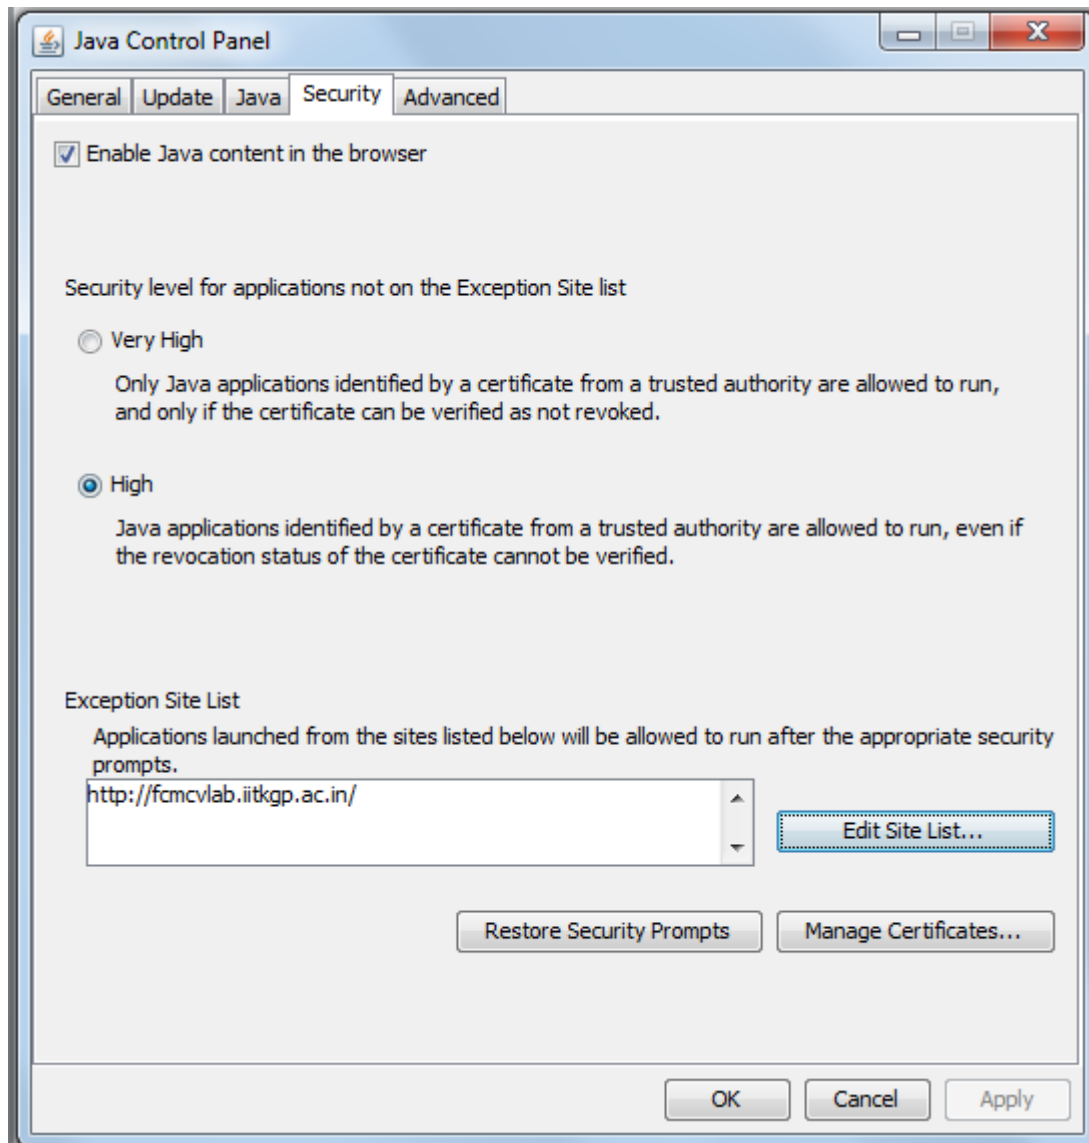 Java Control Panel
General Update Java Security Advanced
Enable Java content in the browser
Security level for applications not on the Exception Site list
Very High
Only Java applications identified by a certificate from a trusted authority are allowed to run,
and only if the certificate can be verified as not revoked.
High
Java applications identified by a certificate from a trusted authority are allowed to run, even if
the revocation status of the certificate cannot be verified.
Exception Site List
Applications launched from the sites listed below will be allowed to run after the appropriate security
prompts.
http://fcmcvlab.iitkgp.ac.in/
Edit Site List...
Restore Security Prompts Manage Certificates...
OK Cancel Apply